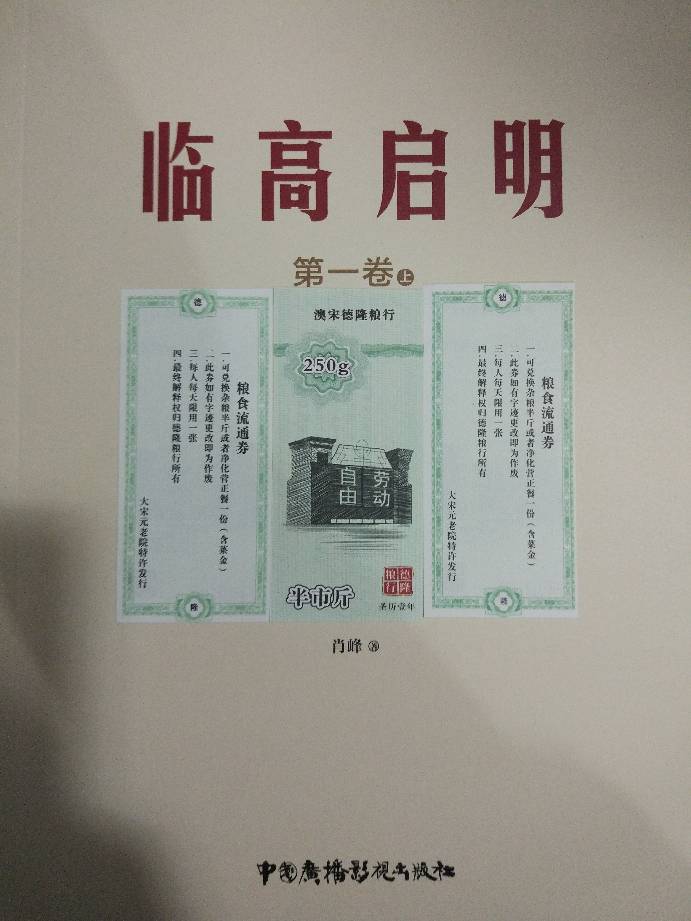 临高启明
第一卷 上
德
粮食流通券
一.可兑换杂粮半斤或者净化营正餐一份(含菜金)
二.此券如有字迹更改即为作废
三.每人每天限用一张
四.最终解释权归德隆粮行所有
大宋元老院特许发行
隆
澳宋德隆粮行
250g
自由
劳动
半市斤
德隆粮行
圣历壹年
德
粮食流通券
一.可兑换杂粮半斤或者净化营正餐一份(含菜金)
二.此券如有字迹更改即为作废
三.每人每天限用一张
四.最终解释权归德隆粮行所有
大宋元老院特许发行
隆
肖峰 著
中国廣播影視出版社